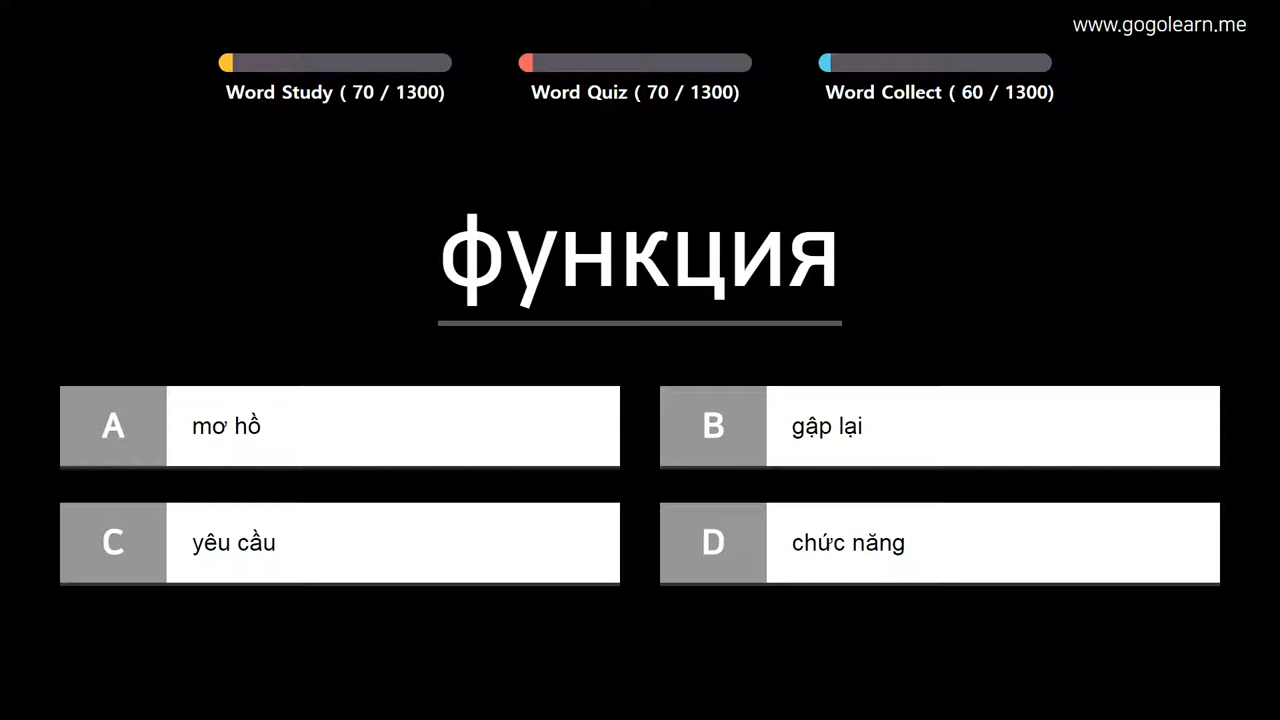 www.gogolearn.me
Word Study ( 70 / 1300)
Word Quiz ( 70 / 1300)
Word Collect ( 60 / 1300)
функция
A mơ hồ
B gập lại
C yêu cầu
D chức năng